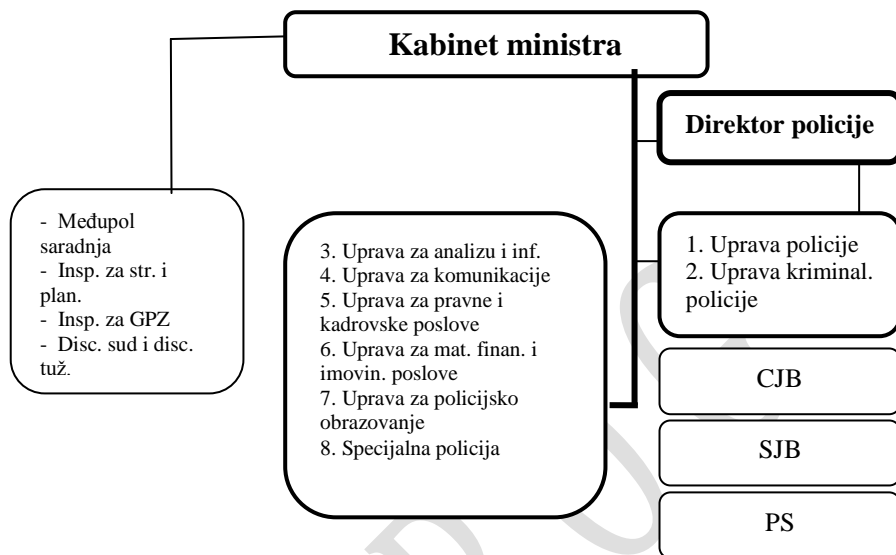 Kabinet ministra
Direktor policije
- Međupol
saradnja
- Insp. za str. i
plan.
- Insp. za GPZ
- Disc. sud i disc.
tuž.
3. Uprava za analizu i inf.
4. Uprava za komunikacije
5. Uprava za pravne i
kadrovske poslove
6. Uprava za mat. finan. i
imovin. poslove
7. Uprava za policijsko
obrazovanje
8. Specijalna policija
1. Uprava policije
2. Uprava kriminal.
policije
CJB
SJB
PS